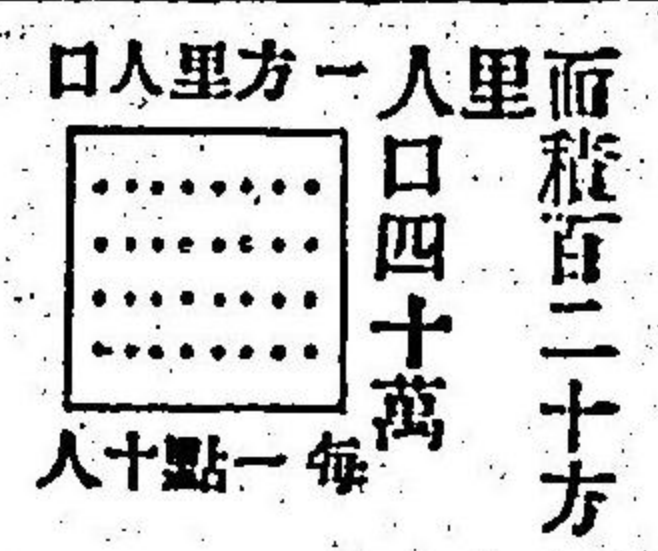 面積百二十方
里
人口四十萬
一方里人口
每一點十人